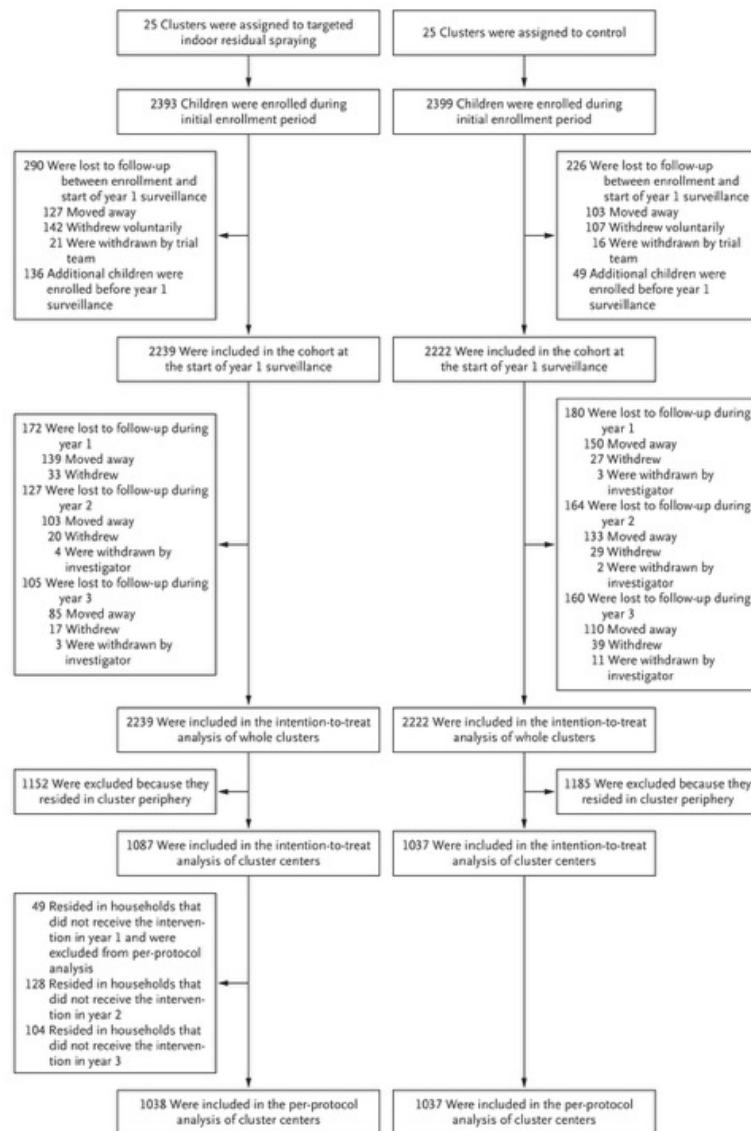 25 Clusters were assigned to targeted
indoor residual spraying
25 Clusters were assigned to control
2393 Children were enrolled during
initial enrollment period
2399 Children were enrolled during
initial enrollment period
290 Were lost to follow-up
between enrollment and
start of year 1 surveillance
127 Moved away
142 Withdrew voluntarily
21 Were withdrawn by trial
team
136 Additional children were
enrolled before year 1
surveillance
226 Were lost to follow-up
between enrollment and
start of year 1 surveillance
103 Moved away
107 Withdrew voluntarily
16 Were withdrawn by trial
team
49 Additional children were
enrolled before year 1
surveillance
2239 Were included in the cohort at
the start of year 1 surveillance
2222 Were included in the cohort at
the start of year 1 surveillance
172 Were lost to follow-up during
year 1
139 Moved away
33 Withdrew
127 Were lost to follow-up during
year 2
103 Moved away
20 Withdrew
4 Were withdrawn by
investigator
105 Were lost to follow-up during
year 3
85 Moved away
17 Withdrew
3 Were withdrawn by
investigator
180 Were lost to follow-up during
year 1
150 Moved away
27 Withdrew
3 Were withdrawn by
investigator
164 Were lost to follow-up during
year 2
133 Moved away
29 Withdrew
2 Were withdrawn by
investigator
160 Were lost to follow-up during
year 3
110 Moved away
39 Withdrew
11 Were withdrawn by
investigator
2239 Were included in the intention-to-treat
analysis of whole clusters
2222 Were included in the intention-to-treat
analysis of whole clusters
1152 Were excluded because they
resided in cluster periphery
1185 Were excluded because they
resided in cluster periphery
1087 Were included in the intention-to-treat
analysis of cluster centers
1037 Were included in the intention-to-treat
analysis of cluster centers
49 Resided in households that
did not receive the interven-
tion in year 1 and were
excluded from per-protocol
analysis
128 Resided in households that
did not receive the interven-
tion in year 2
104 Resided in households that
did not receive the interven-
tion in year 3
1038 Were included in the per-protocol
analysis of cluster centers
1037 Were included in the per-protocol
analysis of cluster centers